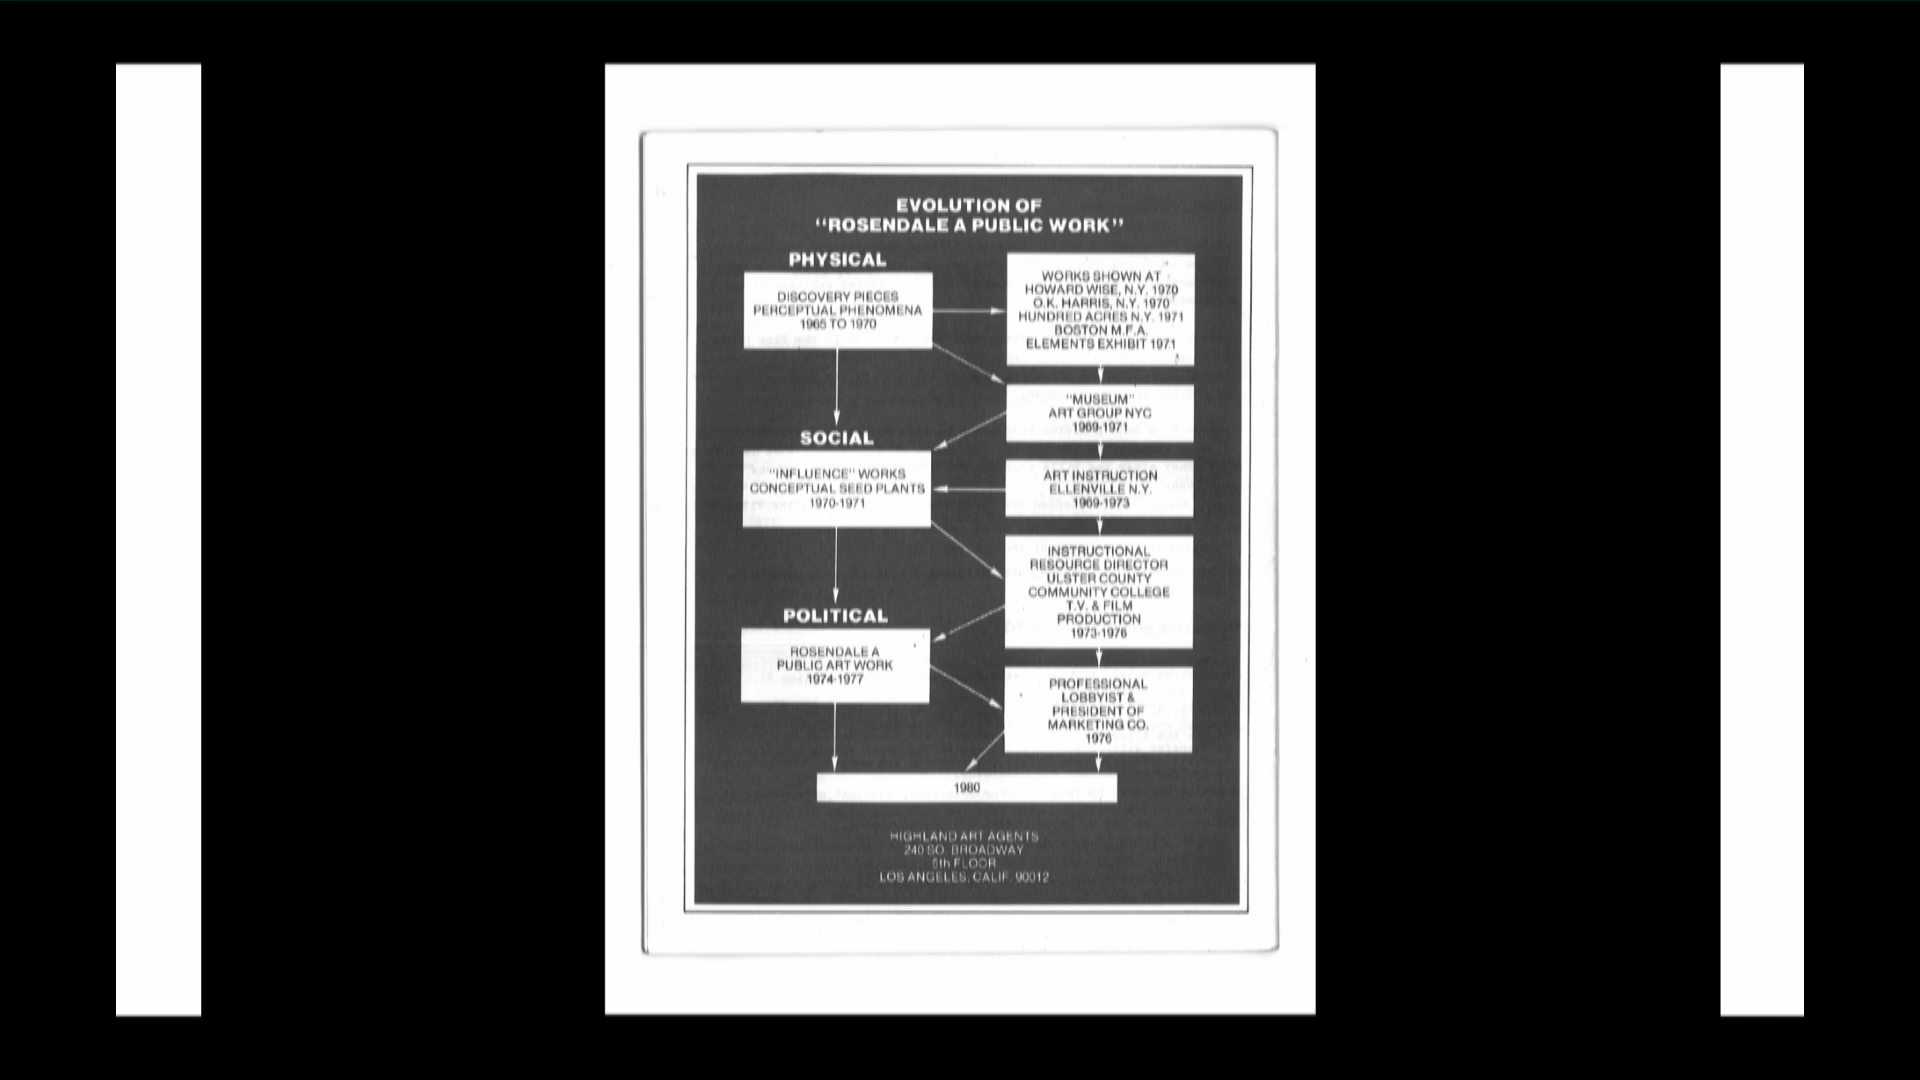 EVOLUTION OF
"ROSENDALE A PUBLIC WORK"
PHYSICAL
DISCOVERY PIECES
PERCEPTUAL PHENOMENA
1965 TO 1970
WORKS SHOWN AT
HOWARD WISE, N.Y. 1970
O.K. HARRIS, N.Y. 1970
HUNDRED ACRES N.Y. 1971
BOSTON M.F.A.
ELEMENTS EXHIBIT 1971
"MUSEUM"
ART GROUP NYC
1969-1971
SOCIAL
"INFLUENCE" WORKS
CONCEPTUAL SEED PLANTS
1970-1971
ART INSTRUCTION
ELLENVILLE N.Y.
1969-1973
INSTRUCTIONAL
RESOURCE DIRECTOR
ULSTER COUNTY
COMMUNITY COLLEGE
T.V. & FILM
PRODUCTION
1973-1976
POLITICAL
ROSENDALE A
PUBLIC ART WORK
1974-1977
PROFESSIONAL
LOBBYIST &
PRESIDENT OF
MARKETING CO.
1976
1980
HIGHLAND ART AGENTS
240 SO. BROADWAY
5th FLOOR
LOS ANGELES, CALIF. 90012